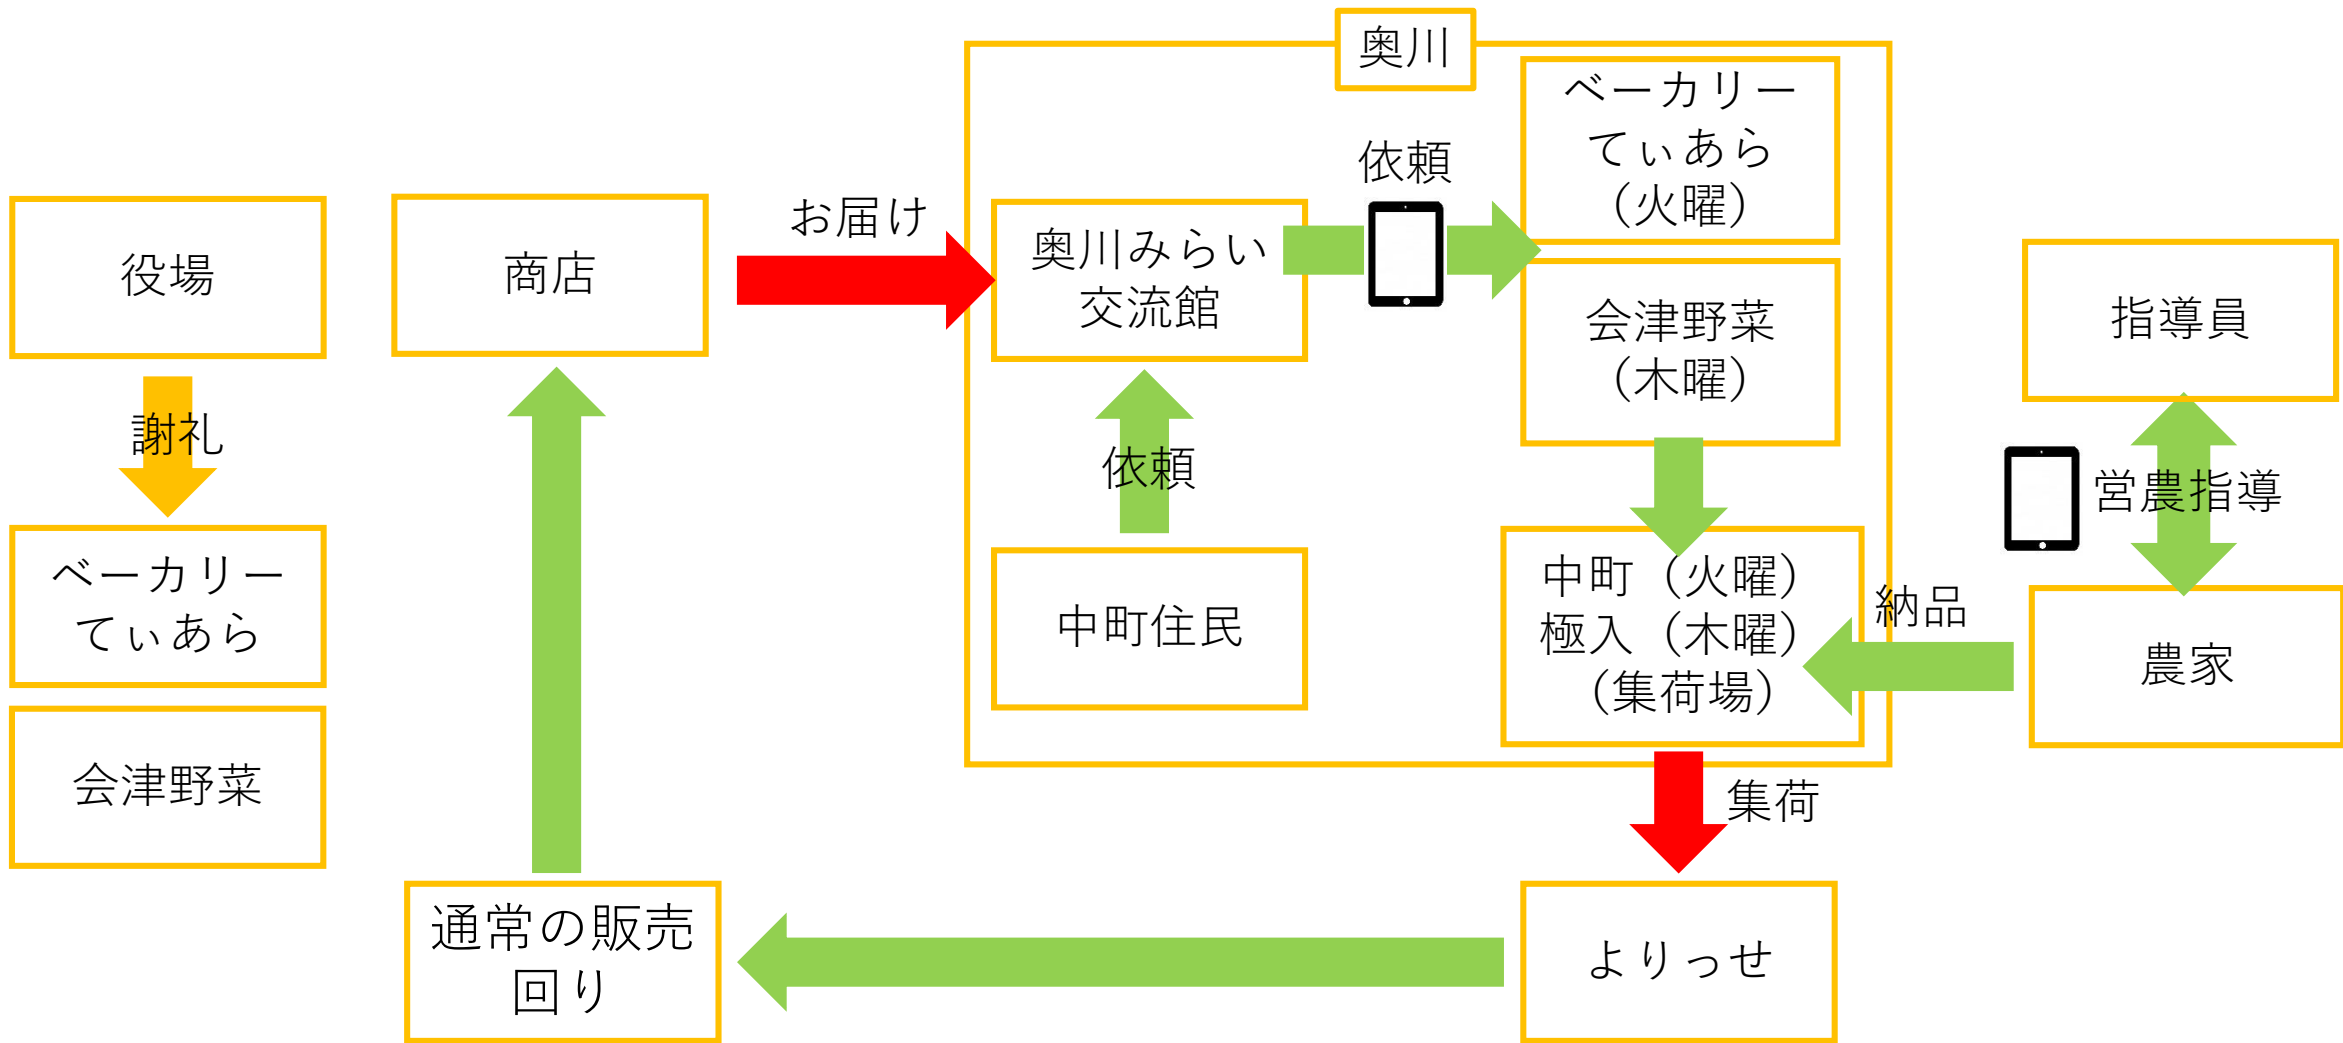 奥川
ベーカリー
てぃあら
（火曜）
依頼
役場
商店
お届け
奥川みらい
交流館
会津野菜
（木曜）
指導員
謝礼
依頼
営農指導
ベーカリー
てぃあら
中町住民
中町（火曜）
極入（木曜）
（集荷場）
納品
農家
会津野菜
集荷
通常の販売
回り
よりっせ